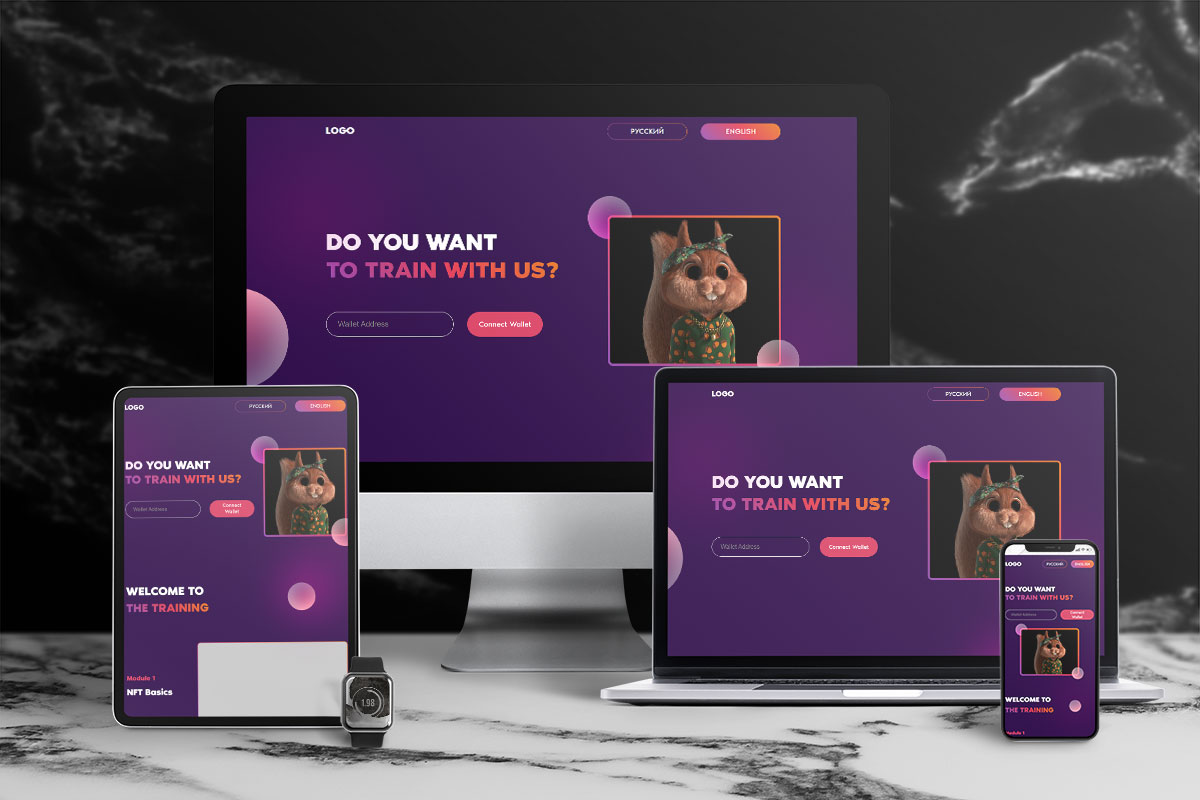 LOGO
РУССКИЙ
ENGLISH
DO YOU WANT
TO TRAIN WITH US?
Wallet Address
Connect Wallet
LOGO
РУССКИЙ
ENGLISH
DO YOU WANT
TO TRAIN WITH US?
Wallet Address
Connect
Wallet
WELCOME TO
THE TRAINING
Module 1
NFT Basics
1.98
LOGO
РУССКИЙ
ENGLISH
DO YOU WANT
TO TRAIN WITH US?
Wallet Address
Connect Wallet
LOGO
РУССКИЙ
ENGLISH
DO YOU WANT
TO TRAIN WITH US?
Wallet Address
Connect
Wallet
WELCOME TO
THE TRAINING
Module 1